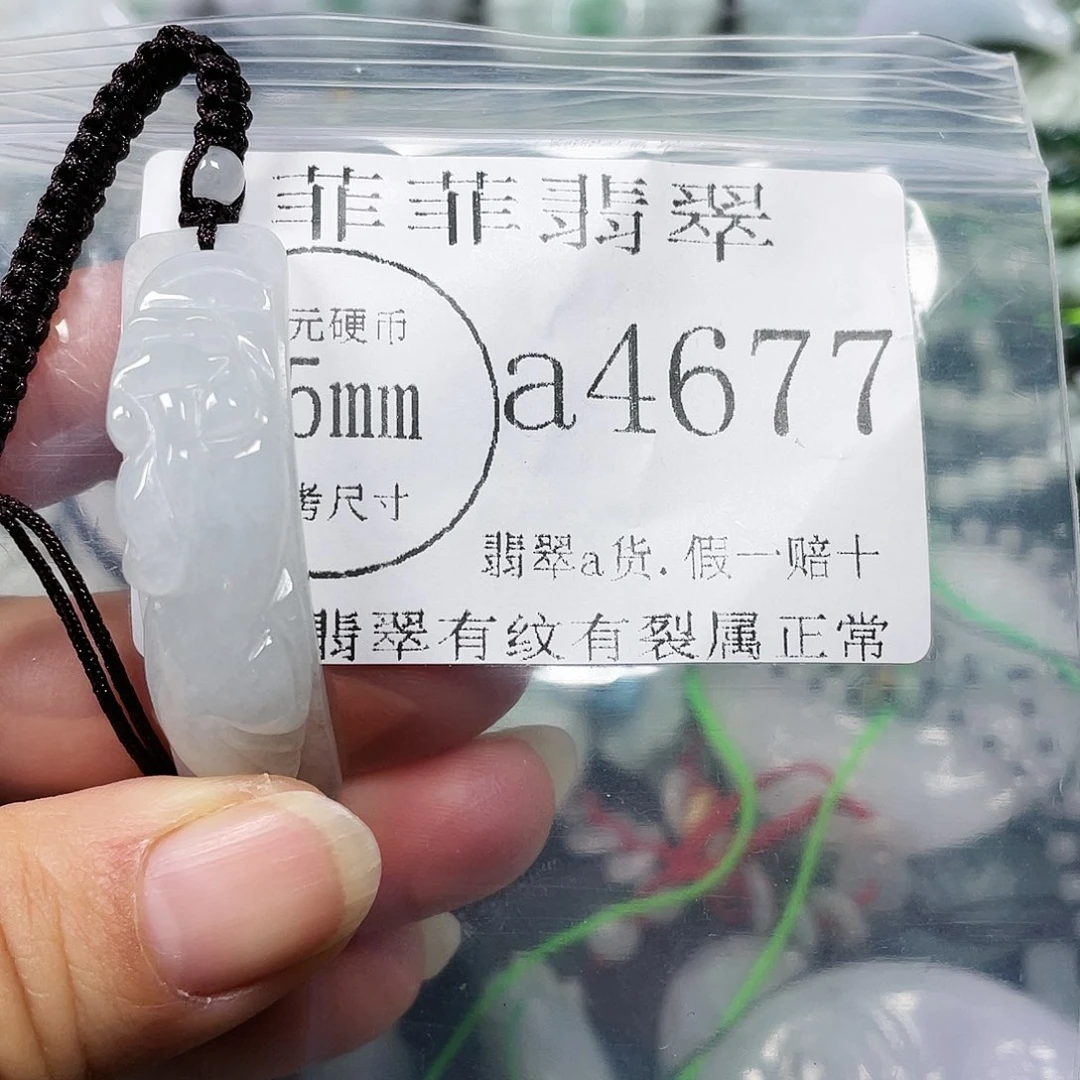 菲菲翡翠
元硬币
5mm
a4677
考尺寸
翡翠a货.假一赔十
翡翠有纹有裂属正常